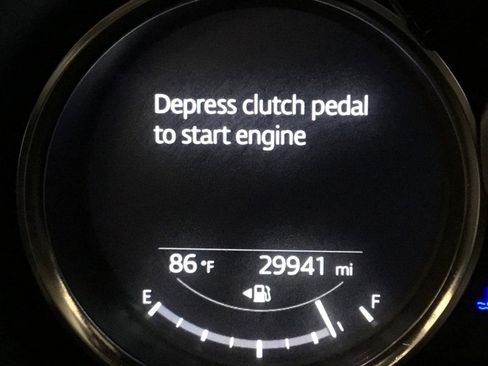 Depress clutch pedal
to start engine
86 °F 29941 mi
E F